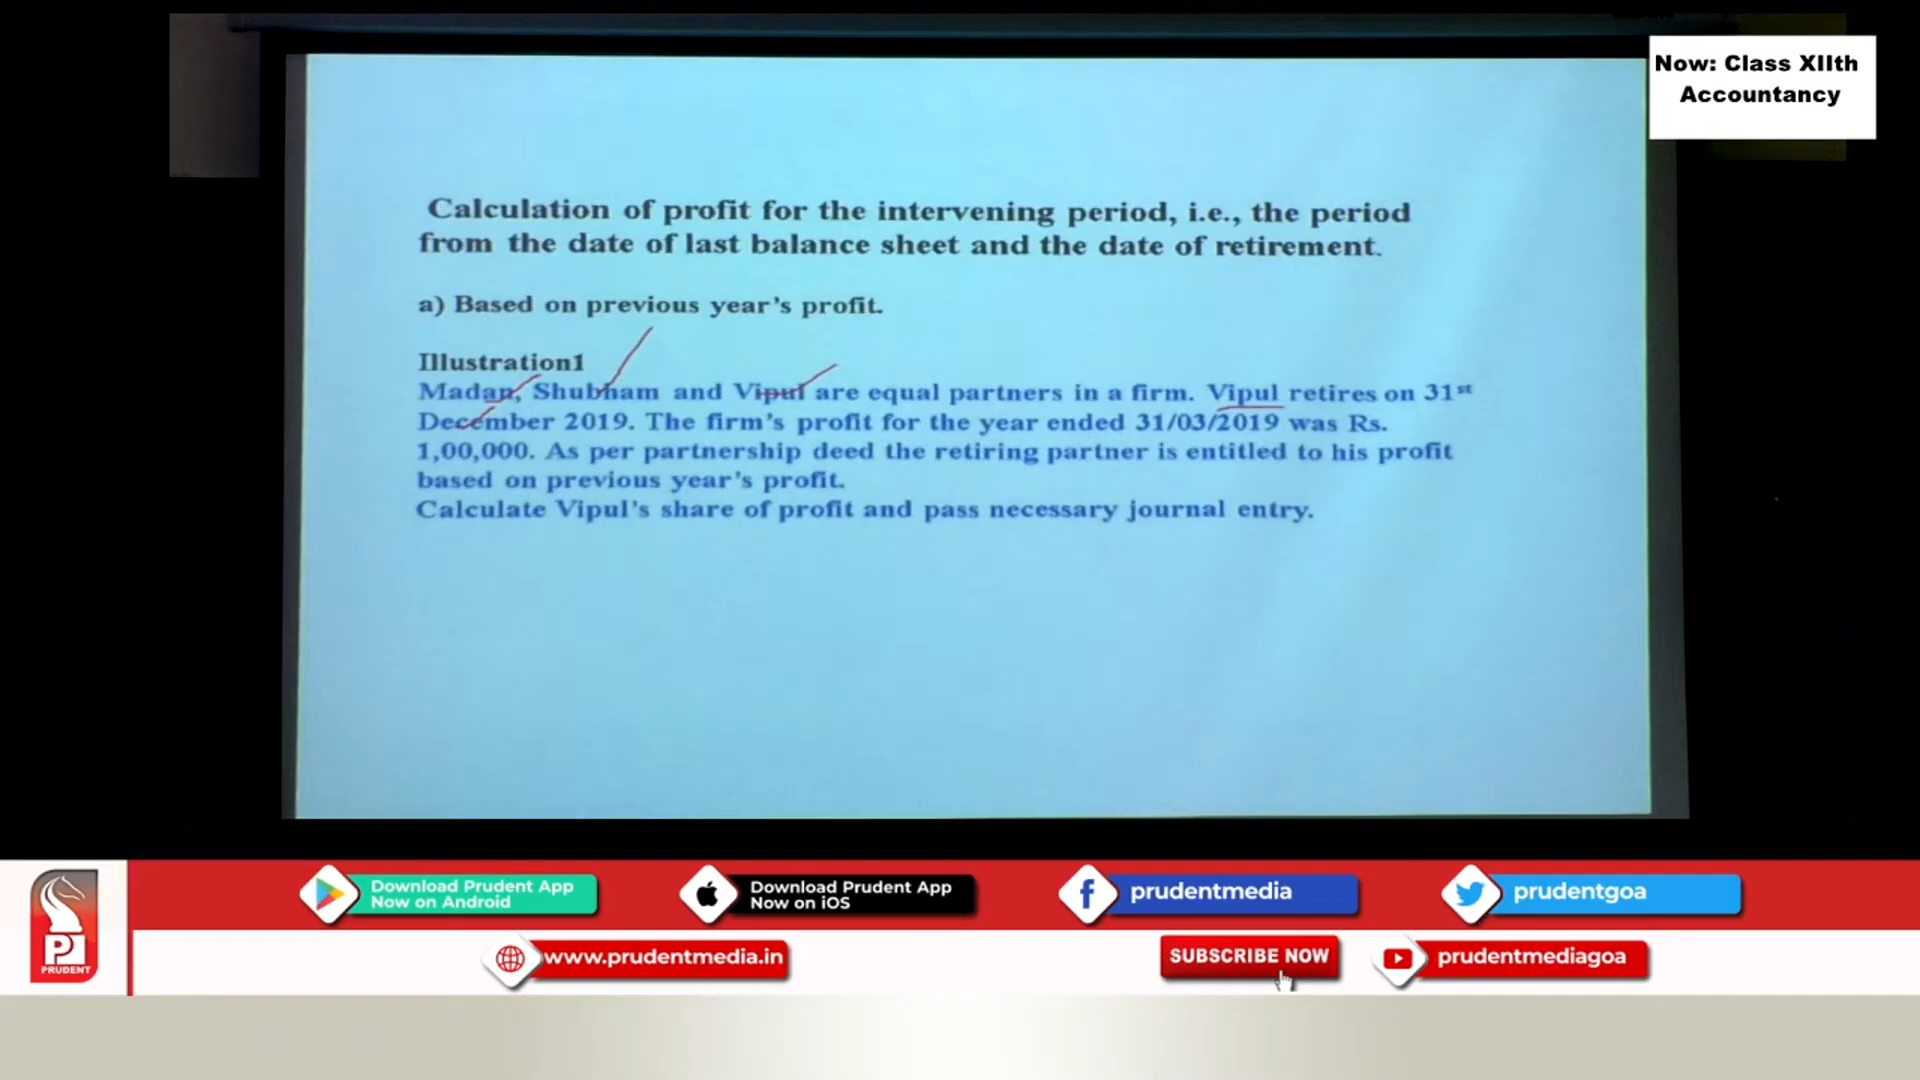 Now: Class XIIth
Accountancy
Calculation of profit for the intervening period, i.e., the period
from the date of last balance sheet and the date of retirement.
a) Based on previous year's profit.
Illustration1
Madan, Shubham and Vipul are equal partners in a firm. Vipul retires on 31st
December 2019. The firm's profit for the year ended 31/03/2019 was Rs.
1,00,000. As per partnership deed the retiring partner is entitled to his profit
based on previous year's profit.
Calculate Vipul's share of profit and pass necessary journal entry.
Download Prudent App
Now on Android
Download Prudent App
Now on iOS
prudentmedia
prudentgoa
P
PRUDENT
www.prudentmedia.in
SUBSCRIBE NOW
prudentmediagoa